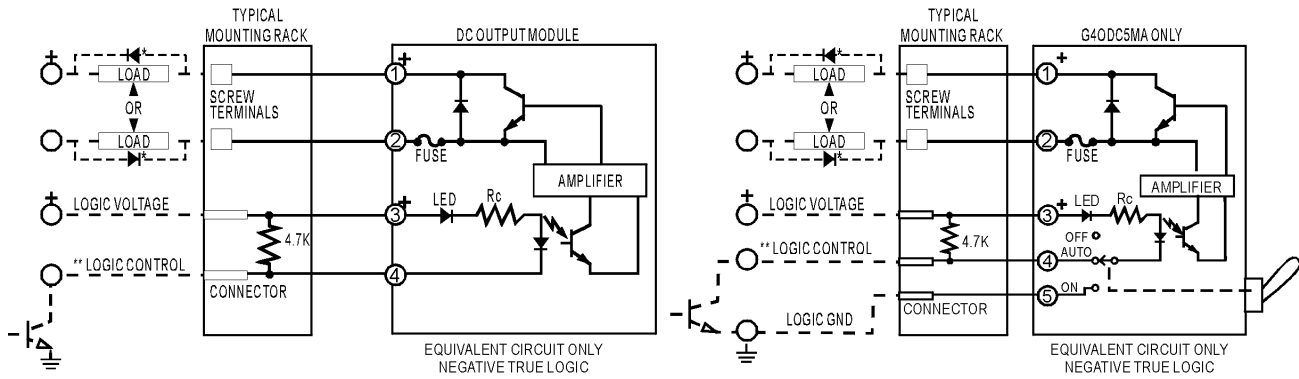 TYPICAL
MOUNTING RACK
DC OUTPUT MODULE
+
*
LOAD
OR
LOAD
*
SCREW
TERMINALS
+
1
2
FUSE
AMPLIFIER
+
LOGIC VOLTAGE
4.7K
+
3
LED
Rc
** LOGIC CONTROL
4
CONNECTOR
EQUIVALENT CIRCUIT ONLY
NEGATIVE TRUE LOGIC
TYPICAL
MOUNTING RACK
G4ODC5MA ONLY
+
*
LOAD
OR
LOAD
*
SCREW
TERMINALS
1
+
2
FUSE
AMPLIFIER
+
LOGIC VOLTAGE
4.7K
3
+
LED
Rc
OFF
** LOGIC CONTROL
4
AUTO
5
ON
CONNECTOR
LOGIC GND
EQUIVALENT CIRCUIT ONLY
NEGATIVE TRUE LOGIC